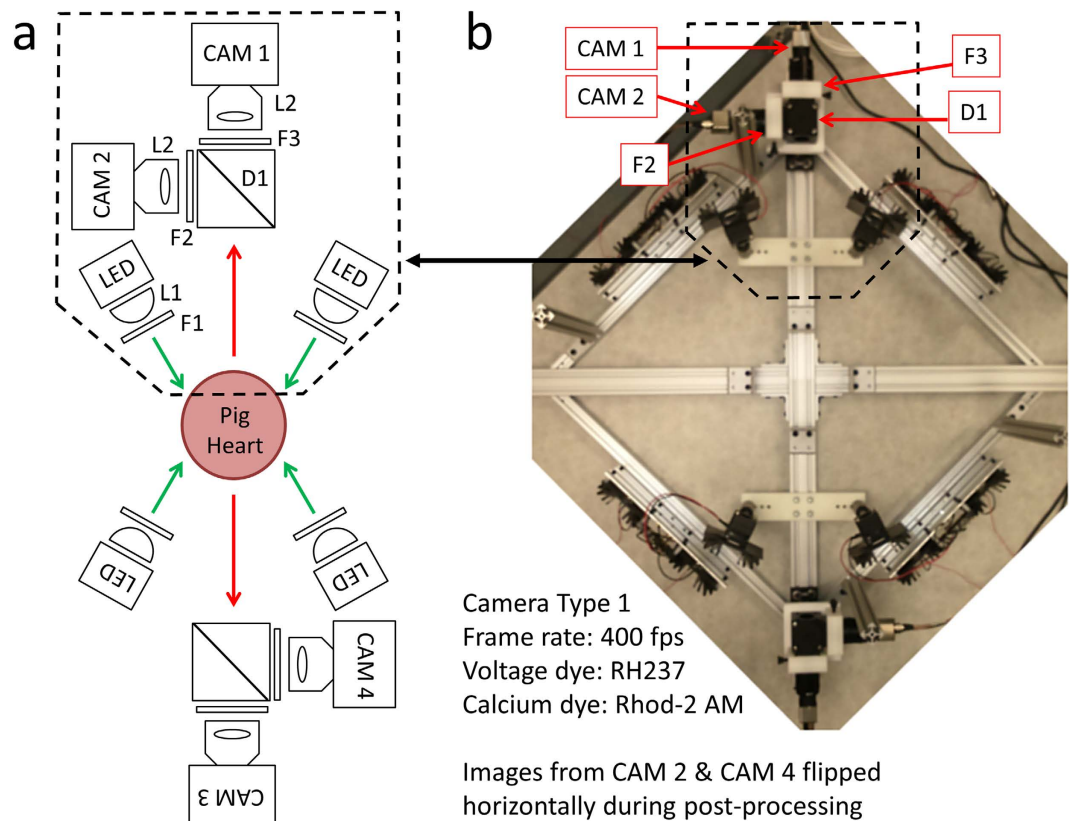 a
CAM 1
L2
F3
CAM 2
L2
D1
F2
LED
L1
F1
LED
Pig
Heart
LED
LED
CAM 4
CAM 3
b
CAM 1
F3
CAM 2
D1
F2
Camera Type 1
Frame rate: 400 fps
Voltage dye: RH237
Calcium dye: Rhod-2 AM
Images from CAM 2 & CAM 4 flipped
horizontally during post-processing